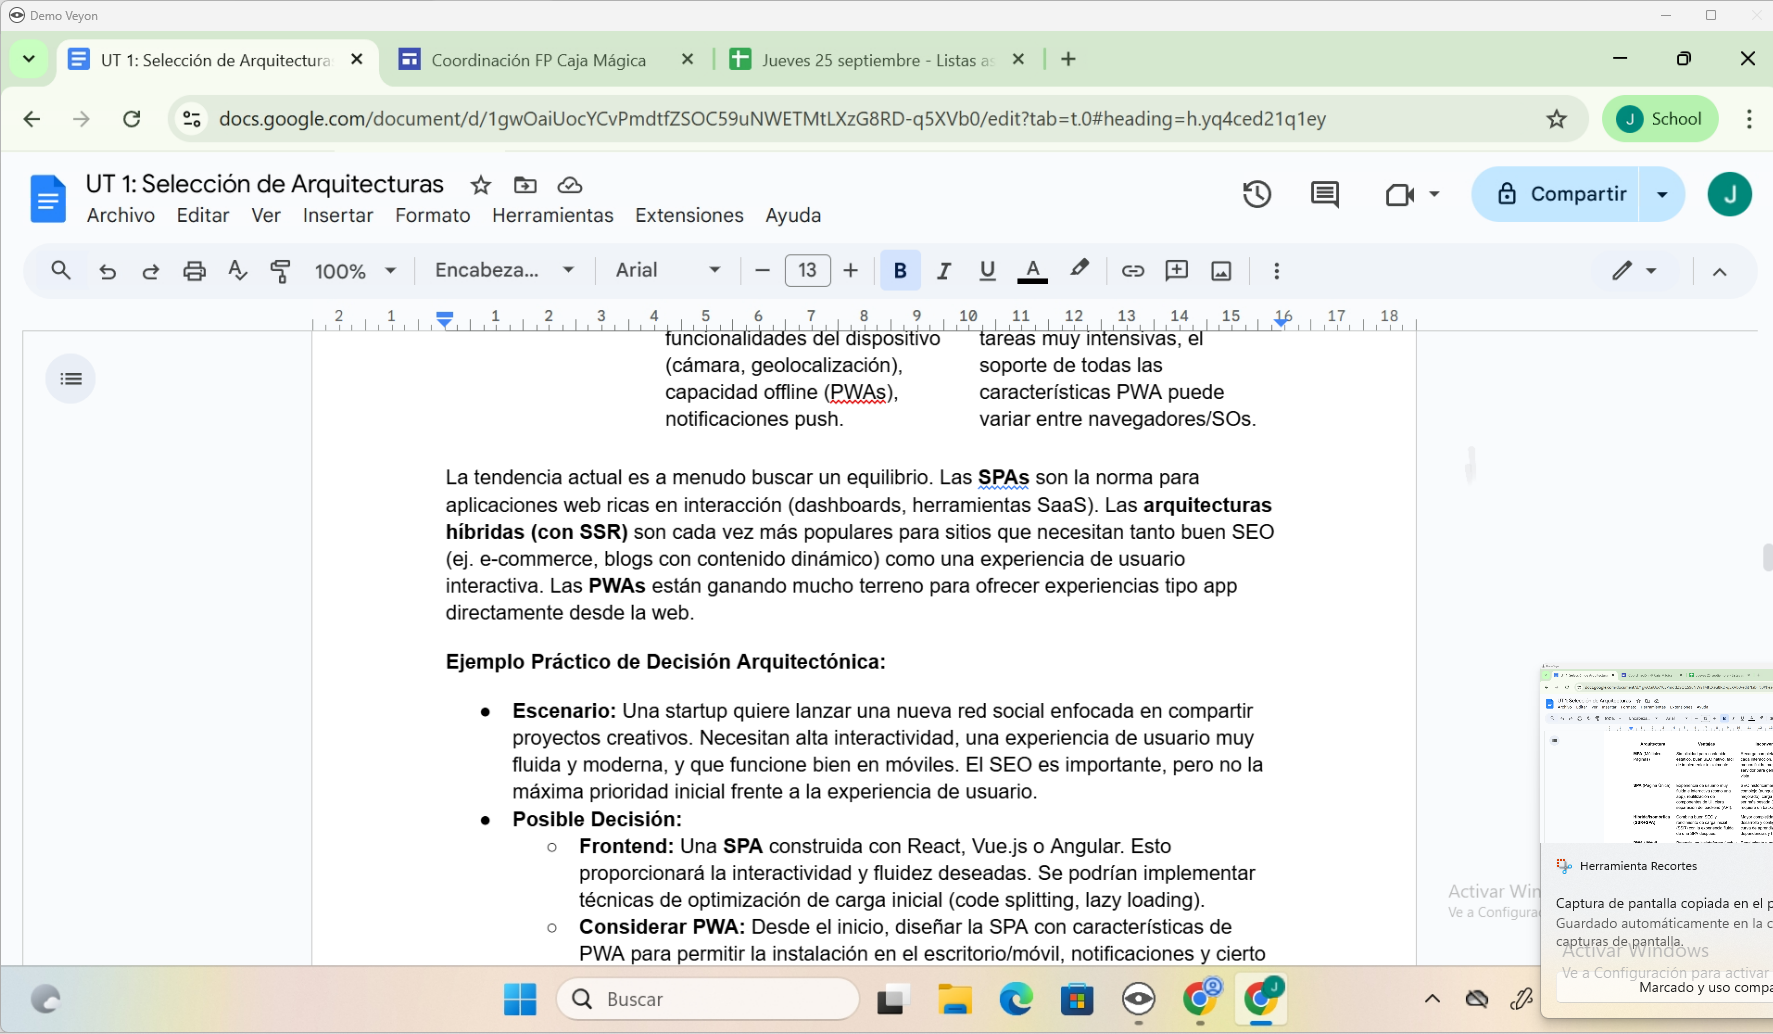 Demo Veyon
UT 1: Selección de Arquitectura
Coordinación FP Caja Mágica
Jueves 25 septiembre - Listas as
docs.google.com/document/d/1gwOaiUocYCvPmdtfZSOC59uNWETMtLXzG8RD-q5XVb0/edit?tab=t.0#heading=h.yq4ced21q1ey
J School
UT 1: Selección de Arquitecturas
Archivo Editar Ver Insertar Formato Herramientas Extensiones Ayuda
Compartir
J
100% Encabeza... Arial 13 B I U A
2 1 1 2 3 4 5 6 7 8 9 10 11 12 13 14 15 16 17 18
funcionalidades del dispositivo
(cámara, geolocalización),
capacidad offline (PWAs),
notificaciones push.
tareas muy intensivas, el
soporte de todas las
características PWA puede
variar entre navegadores/SOs.
La tendencia actual es a menudo buscar un equilibrio. Las SPAs son la norma para
aplicaciones web ricas en interacción (dashboards, herramientas SaaS). Las arquitecturas
híbridas (con SSR) son cada vez más populares para sitios que necesitan tanto buen SEO
(ej. e-commerce, blogs con contenido dinámico) como una experiencia de usuario
interactiva. Las PWAs están ganando mucho terreno para ofrecer experiencias tipo app
directamente desde la web.
Ejemplo Práctico de Decisión Arquitectónica:
● Escenario: Una startup quiere lanzar una nueva red social enfocada en compartir
proyectos creativos. Necesitan alta interactividad, una experiencia de usuario muy
fluida y moderna, y que funcione bien en móviles. El SEO es importante, pero no la
máxima prioridad inicial frente a la experiencia de usuario.
● Posible Decisión:
○ Frontend: Una SPA construida con React, Vue.js o Angular. Esto
proporcionará la interactividad y fluidez deseadas. Se podrían implementar
técnicas de optimización de carga inicial (code splitting, lazy loading).
○ Considerar PWA: Desde el inicio, diseñar la SPA con características de
PWA para permitir la instalación en el escritorio/móvil, notificaciones y cierto
Activar Win
Ve a Configura
Herramienta Recortes
Captura de pantalla copiada en el p
Guardado automáticamente en la c
capturas de pantalla.
Activar Windows
Ve a Configuración para activar
Marcado y uso compa
Buscar
J